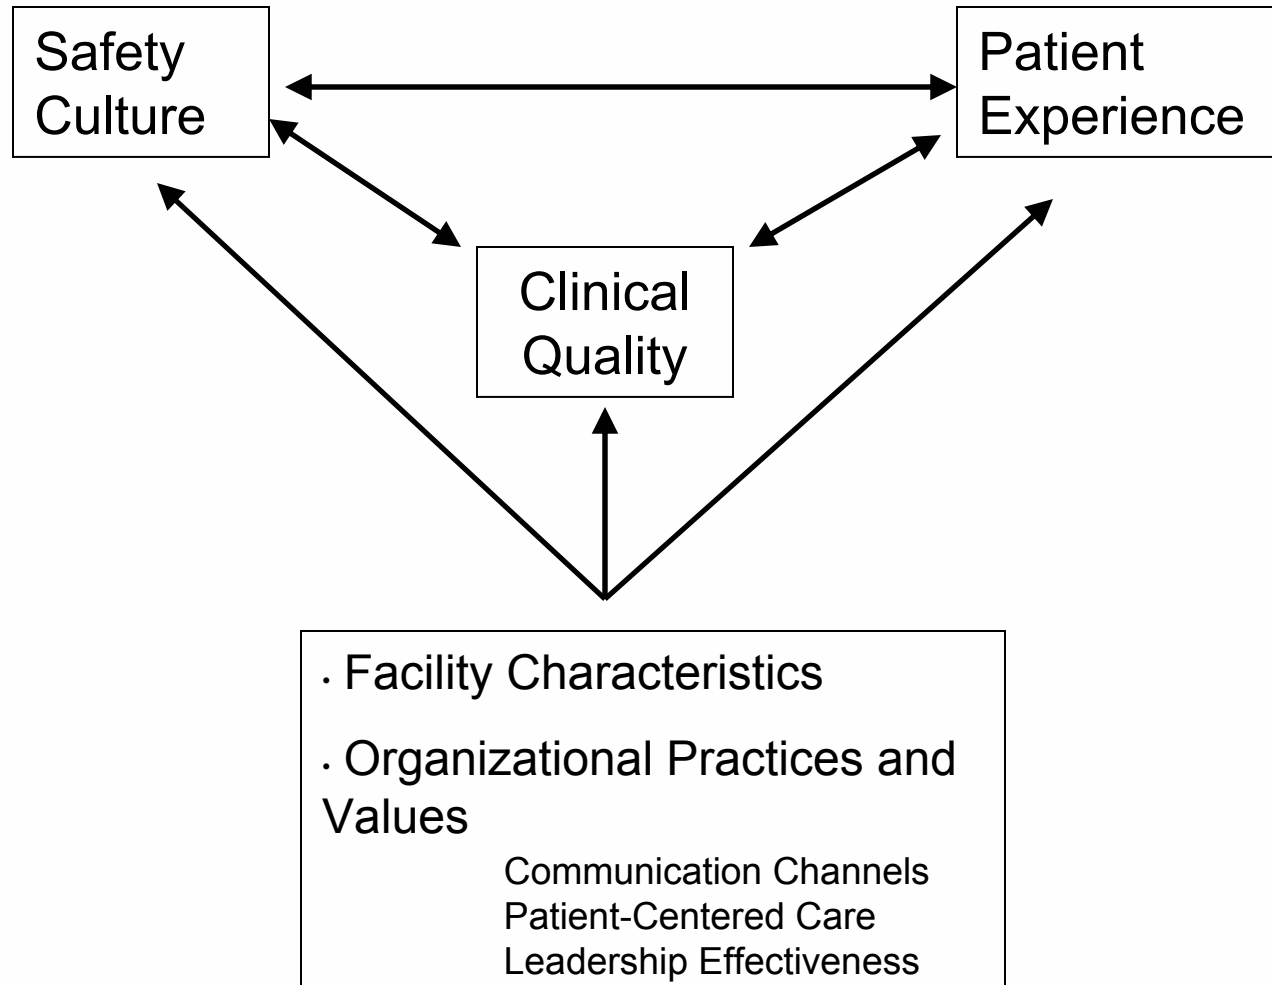 Safety
Culture
Patient
Experience
Clinical
Quality
· Facility Characteristics
· Organizational Practices and
Values
Communication Channels
Patient-Centered Care
Leadership Effectiveness